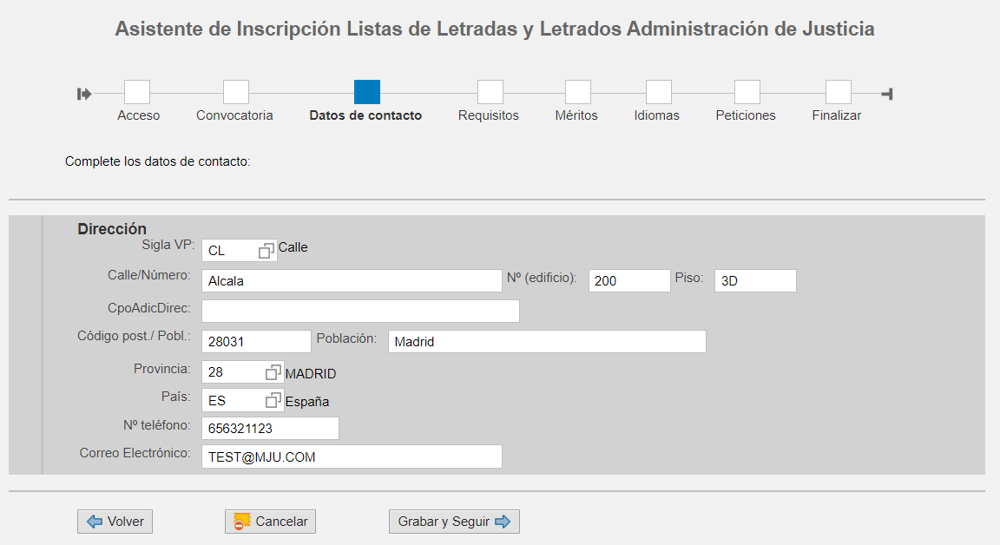 Asistente de Inscripción Listas de Letradas y Letrados Administración de Justicia
Acceso Convocatoria Datos de contacto Requisitos Méritos Idiomas Peticiones Finalizar
Complete los datos de contacto:
Dirección
Sigla VP: CL Calle
Calle/Número: Alcala Nº (edificio): 200 Piso: 3D
CpoAdicDirec:
Código post./ Pobl.: 28031 Población: Madrid
Provincia: 28 MADRID
País: ES España
Nº teléfono: 656321123
Correo Electrónico: TEST@MJU.COM
Volver Cancelar Grabar y Seguir